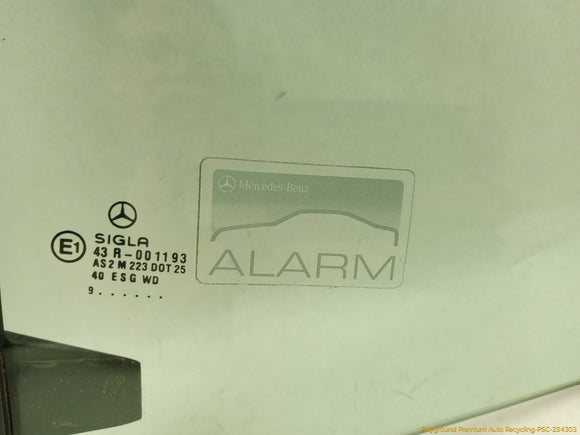 Mercedes-Benz
ALARM
E1
SIGLA
43 R-001193
AS2 M 223 DOT 25
40 ESG WD
9......
Playground Premium Auto Recycling-PSC-254303